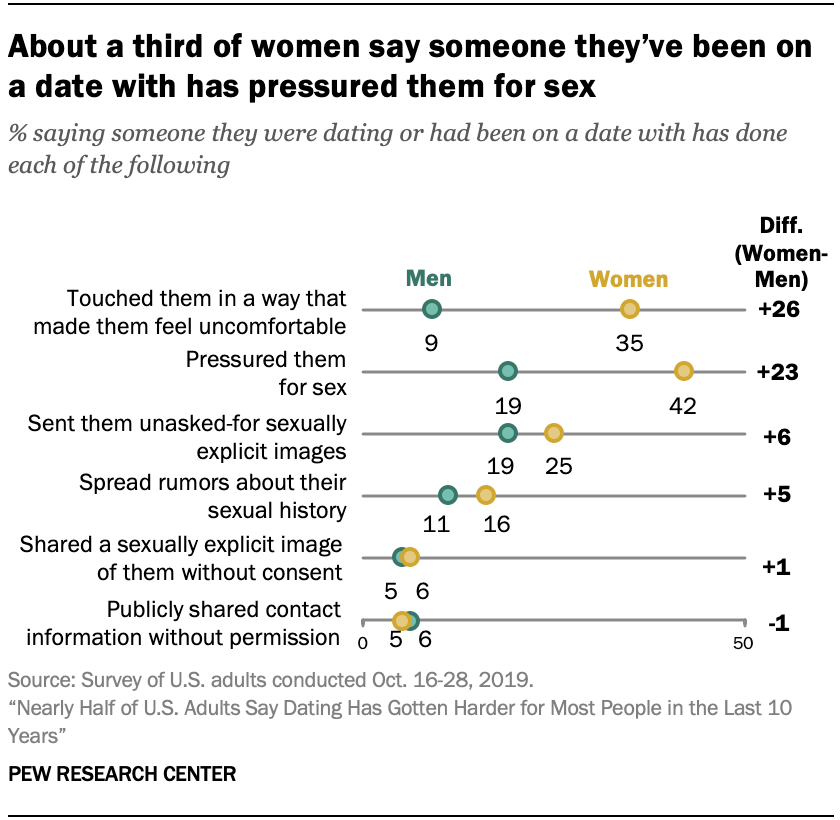 About a third of women say someone they’ve been on
a date with has pressured them for sex
% saying someone they were dating or had been on a date with has done
each of the following
Diff.
(Women-
Men)
Men Women
Touched them in a way that
made them feel uncomfortable
9 35
+26
Pressured them
for sex
19 42
+23
Sent them unasked-for sexually
explicit images
19 25
+6
Spread rumors about their
sexual history
11 16
+5
Shared a sexually explicit image
of them without consent
5 6
+1
Publicly shared contact
information without permission
5 6
-1
0 50
Source: Survey of U.S. adults conducted Oct. 16-28, 2019.
“Nearly Half of U.S. Adults Say Dating Has Gotten Harder for Most People in the Last 10
Years”
PEW RESEARCH CENTER